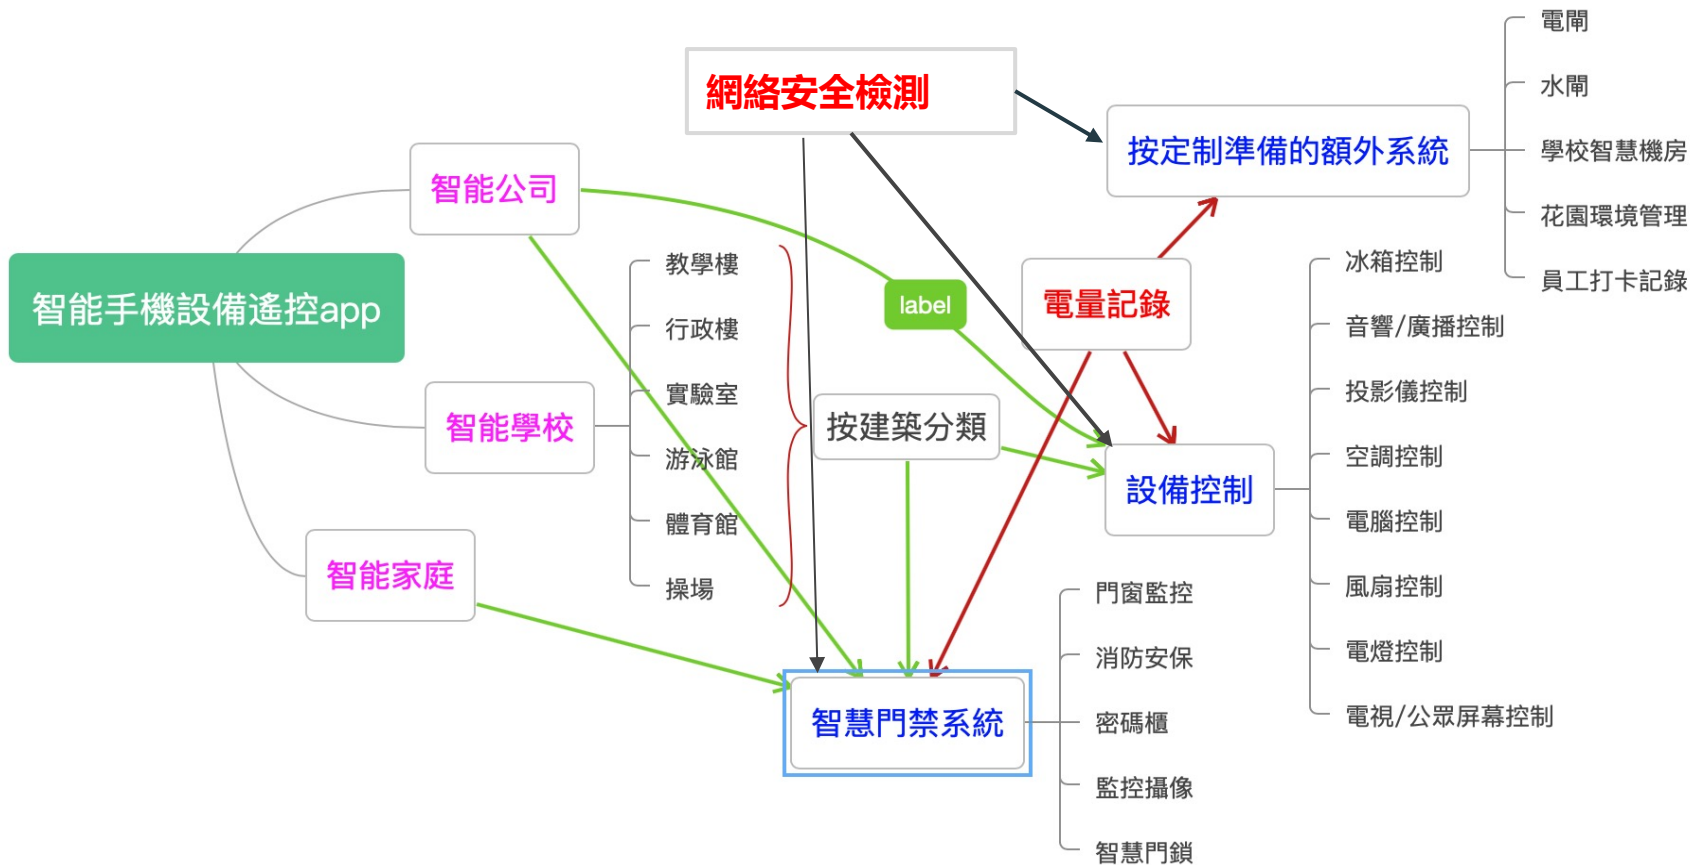 網絡安全檢測
電閘
水閘
按定制準備的額外系統
學校智慧機房
花園環境管理
員工打卡記錄
智能公司
智能手機設備遙控app
label
電量記錄
教學樓
行政樓
實驗室
游泳館
體育館
操場
智能學校
按建築分類
智能家庭
設備控制
冰箱控制
音響/廣播控制
投影儀控制
空調控制
電腦控制
風扇控制
電燈控制
電視/公眾屏幕控制
智慧門禁系統
門窗監控
消防安保
密碼櫃
監控攝像
智慧門鎖